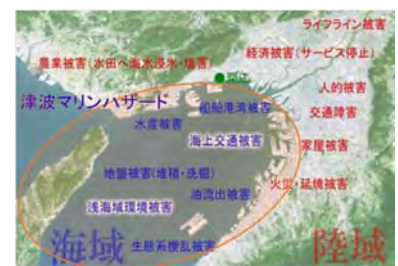 ライフライン被害
経済被害(サービス停止)
農業被害(水田へ海水浸水・塩害)
人的被害
津波マリンハザード
船舶港湾被害
交通障害
水産被害
海上交通被害
家屋被害
地盤被害(堆積・洗掘)
火災・延焼被害
油流出被害
浅海域環境被害
海域
生態系擾乱被害
陸域